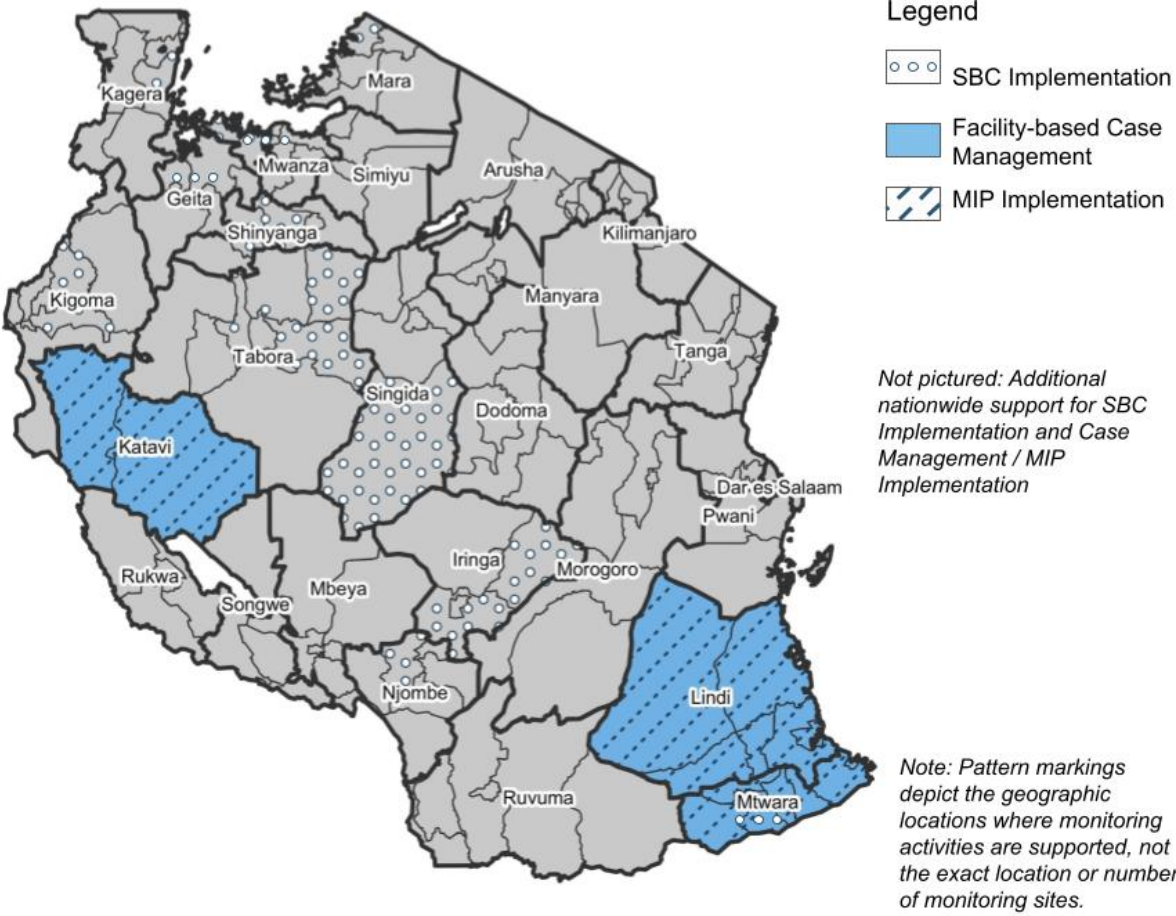 Legend
SBC Implementation
Facility-based Case
Management
MIP Implementation
Mara
Kagera
Mwanza
Simiyu
Arusha
Geita
Shinyanga
Kilimanjaro
Kigoma
Manyara
Tabora
Tanga
Singida
Dodoma
Katavi
Dar es Salaam
Pwani
Iringa
Morogoro
Rukwa
Mbeya
Songwe
Njombe
Lindi
Ruvuma
Mtwara
Not pictured: Additional
nationwide support for SBC
Implementation and Case
Management / MIP
Implementation
Note: Pattern markings
depict the geographic
locations where monitoring
activities are supported, not
the exact location or number
of monitoring sites.